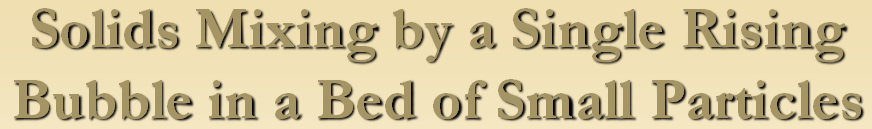 Solids Mixing by a Single Rising
Bubble in a Bed of Small Particles